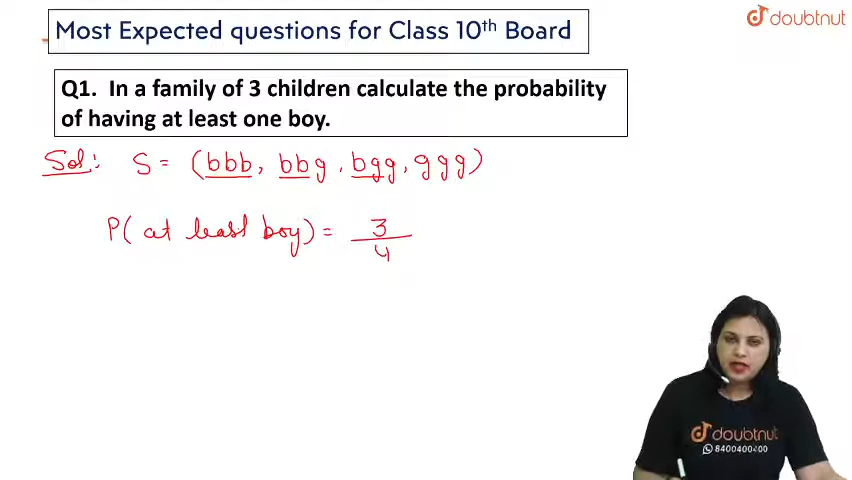 doubtnut
Most Expected questions for Class 10th Board
Q1. In a family of 3 children calculate the probability
of having at least one boy.
Sol: S = (bbb, bbg, bgg, ggg)
P( at least boy) = 3/4
doubtnut
8400400400